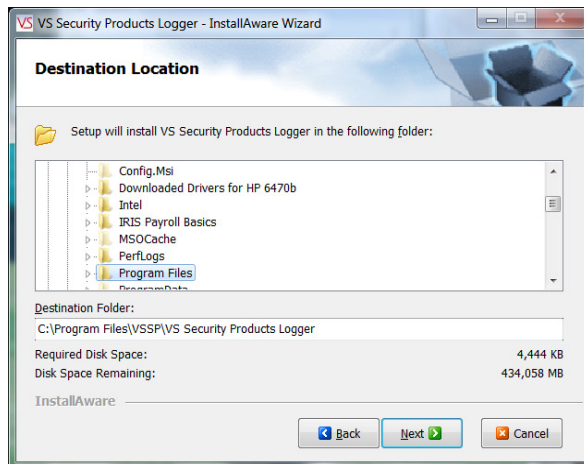 VS VS Security Products Logger - InstallAware Wizard
Destination Location
Setup will install VS Security Products Logger in the following folder:
Config.Msi
Downloaded Drivers for HP 6470b
Intel
IRIS Payroll Basics
MSOCache
PerfLogs
Program Files
ProgramData
Destination Folder:
C:\Program Files\VSSP\VS Security Products Logger
Required Disk Space: 4,444 KB
Disk Space Remaining: 434,058 MB
InstallAware
Back Next Cancel